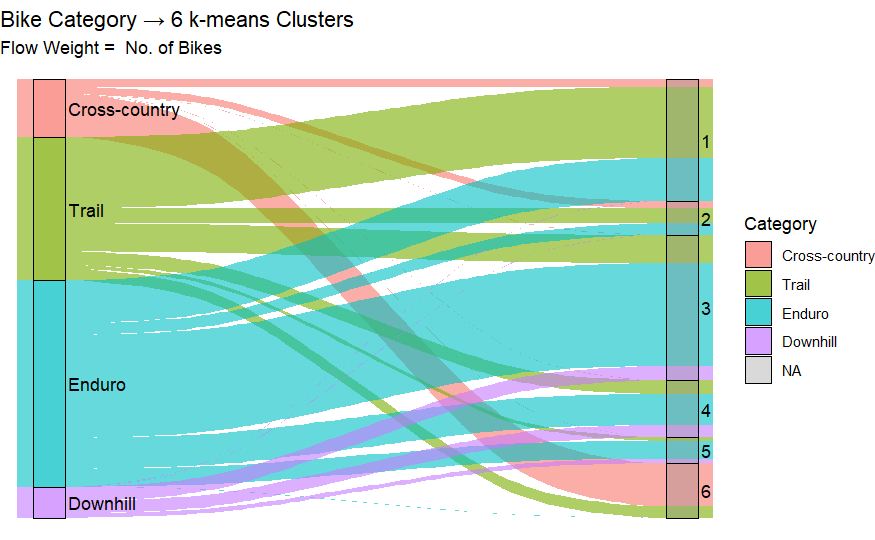 Bike Category → 6 k-means Clusters
Flow Weight =  No. of Bikes
Cross-country
Trail
Enduro
Downhill
1
2
3
4
5
6
Category
Cross-country
Trail
Enduro
Downhill
NA